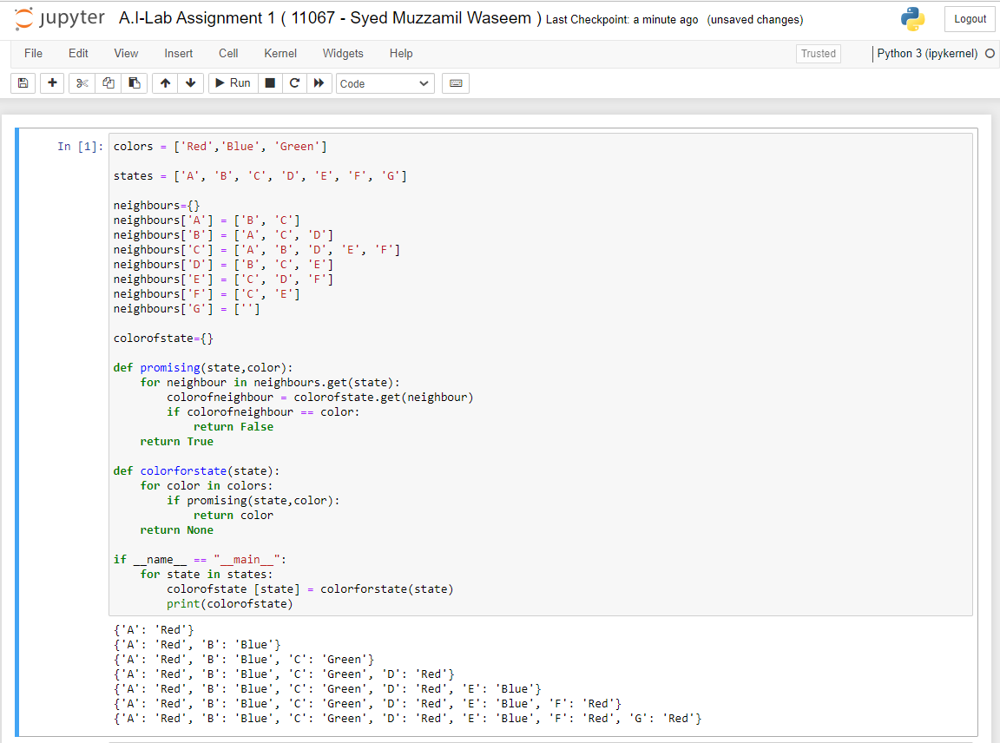 jupyter A.I-Lab Assignment 1 ( 11067 - Syed Muzzamil Waseem ) Last Checkpoint: a minute ago (unsaved changes) Logout
File Edit View Insert Cell Kernel Widgets Help Trusted Python 3 (ipykernel)
Run Code
In [1]: colors = ['Red','Blue', 'Green']
states = ['A', 'B', 'C', 'D', 'E', 'F', 'G']
neighbours={}
neighbours['A'] = ['B', 'C']
neighbours['B'] = ['A', 'C', 'D']
neighbours['C'] = ['A', 'B', 'D', 'E', 'F']
neighbours['D'] = ['B', 'C', 'E']
neighbours['E'] = ['C', 'D', 'F']
neighbours['F'] = ['C', 'E']
neighbours['G'] = ['']
colorofstate={}
def promising(state,color):
    for neighbour in neighbours.get(state):
        colorofneighbour = colorofstate.get(neighbour)
        if colorofneighbour == color:
            return False
    return True
def colorforstate(state):
    for color in colors:
        if promising(state,color):
            return color
    return None
if __name__ == "__main__":
    for state in states:
        colorofstate [state] = colorforstate(state)
        print(colorofstate)
{'A': 'Red'}
{'A': 'Red', 'B': 'Blue'}
{'A': 'Red', 'B': 'Blue', 'C': 'Green'}
{'A': 'Red', 'B': 'Blue', 'C': 'Green', 'D': 'Red'}
{'A': 'Red', 'B': 'Blue', 'C': 'Green', 'D': 'Red', 'E': 'Blue'}
{'A': 'Red', 'B': 'Blue', 'C': 'Green', 'D': 'Red', 'E': 'Blue', 'F': 'Red'}
{'A': 'Red', 'B': 'Blue', 'C': 'Green', 'D': 'Red', 'E': 'Blue', 'F': 'Red', 'G': 'Red'}